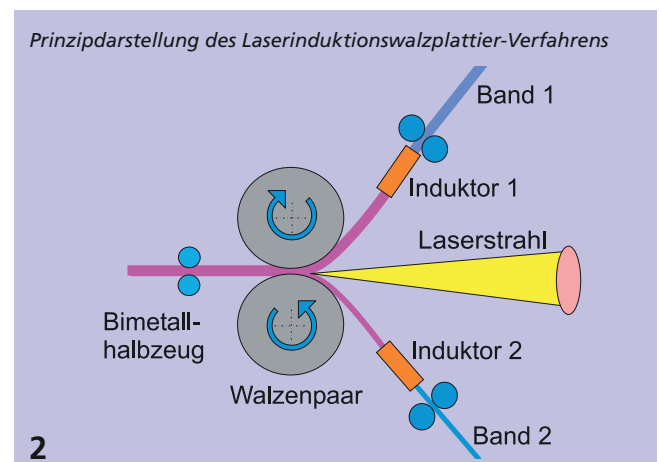 Prinzipdarstellung des Laserinduktionswalzplattier-Verfahrens
Band 1
Induktor 1
Laserstrahl
Bimetall-
halbzeug
Induktor 2
Walzenpaar
Band 2
2